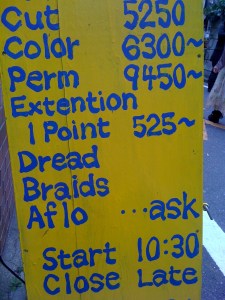 Cut 5250
Color 6300~
Perm 9450~
Extention
1 Point 525~
Dread
Braids
Aflo ...ask
Start 10:30
Close Late